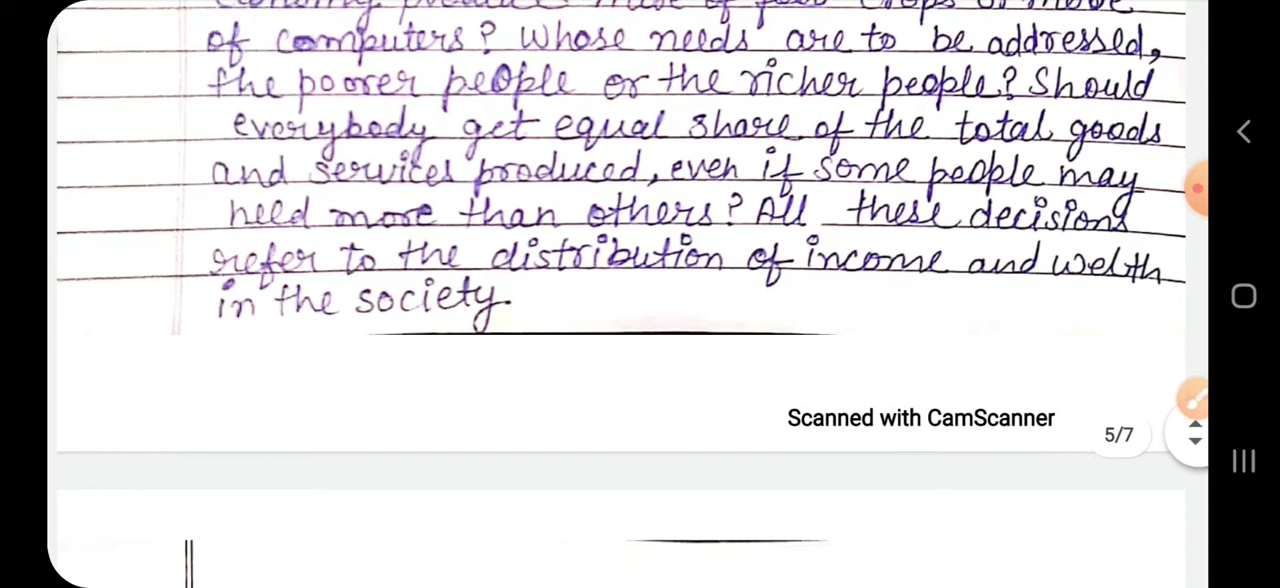 of computers? Whose needs are to be addressed,
the poorer people or the richer people? Should
everybody get equal share of the total goods
and services produced, even if some people may
need more than others? All these decisions
refer to the distribution of income and welth
in the society.
Scanned with CamScanner
5/7